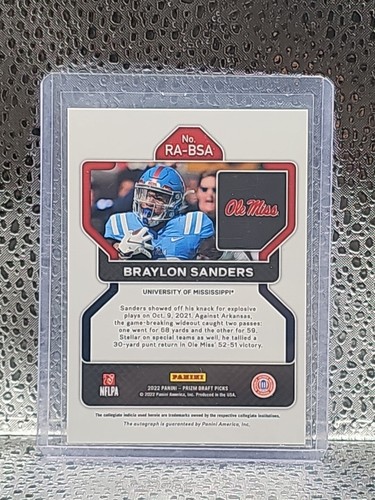 No.
RA-BSA
Ole Miss
BRAYLON SANDERS
UNIVERSITY OF MISSISSIPPI®
Sanders showed off his knack for explosive
plays on Oct. 9, 2021. Against Arkansas,
the game-breaking wideout caught two passes:
one went for 68 yards and the other for 59.
Stellar on special teams as well, he tallied a
30-yard punt return in Ole Miss' 52-51 victory.
NFLPA
PANINI
2022 PANINI – PRIZM DRAFT PICKS
© 2022 Panini America, Inc. Produced in the USA.
The collegiate indicia used herein are trademarks owned by the respective collegiate institutions.
The autograph is guaranteed by Panini America, Inc.